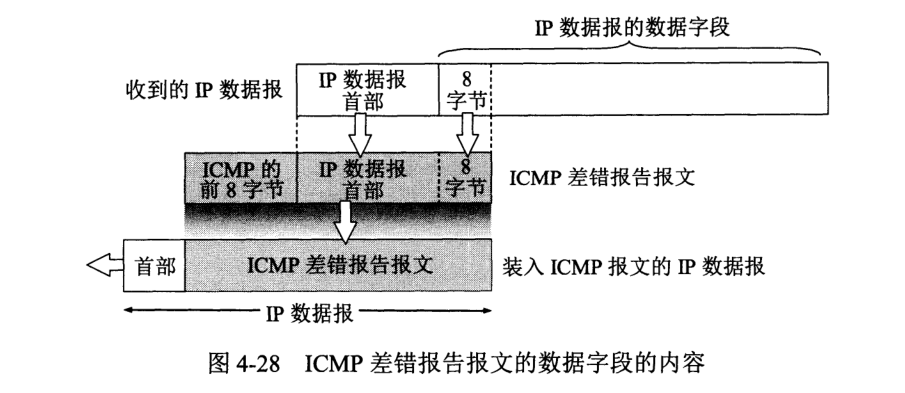 IP 数据报的数据字段
收到的 IP 数据报
IP 数据报
首部
8
字节
ICMP 的
前 8 字节
IP 数据报
首部
8
字节
ICMP 差错报告报文
首部
ICMP 差错报告报文
装入 ICMP 报文的 IP 数据报
IP 数据报
图 4-28 ICMP 差错报告报文的数据字段的内容